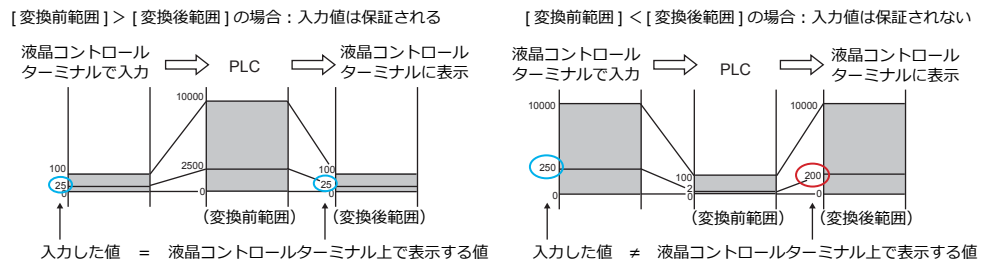 [変換前範囲]＞[変換後範囲]の場合：入力値は保証される
液晶コントロール
ターミナルで入力
PLC
液晶コントロール
ターミナルに表示
10000
100
2500
100
25
25
0
0
0
（変換前範囲）
（変換後範囲）
入力した値 ＝ 液晶コントロールターミナル上で表示する値
[変換前範囲]＜[変換後範囲]の場合：入力値は保証されない
液晶コントロール
ターミナルで入力
PLC
液晶コントロール
ターミナルに表示
10000
10000
250
100
200
2
0
0
0
（変換前範囲）
（変換後範囲）
入力した値 ≠ 液晶コントロールターミナル上で表示する値